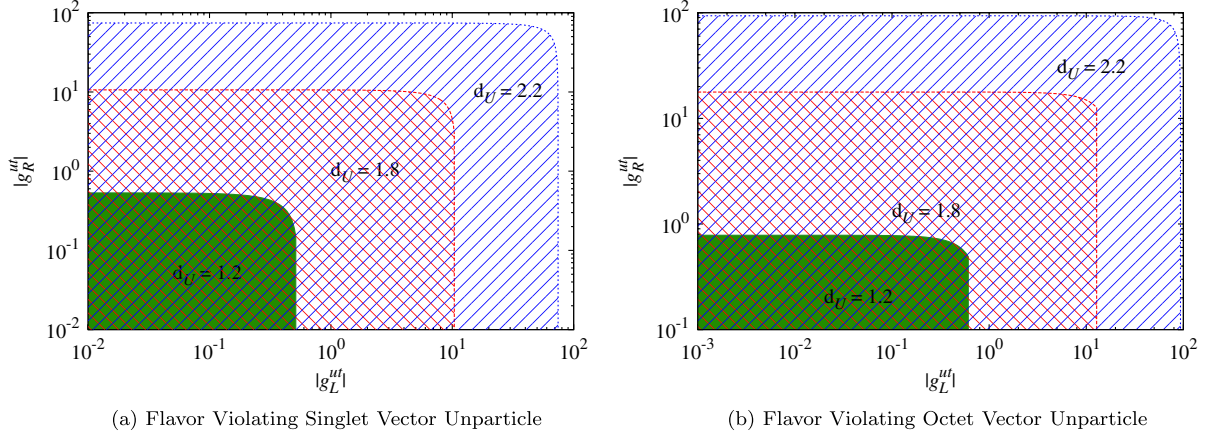 10^2
10^1
10^0
10^-1
10^-2
|g_R^{ut}|
d_U = 2.2
d_U = 1.8
d_U = 1.2
10^-2 10^-1 10^0 10^1 10^2
|g_L^{ut}|
(a) Flavor Violating Singlet Vector Unparticle
10^2
10^1
10^0
10^-1
|g_R^{ut}|
d_U = 2.2
d_U = 1.8
d_U = 1.2
10^-3 10^-2 10^-1 10^0 10^1 10^2
|g_L^{ut}|
(b) Flavor Violating Octet Vector Unparticle